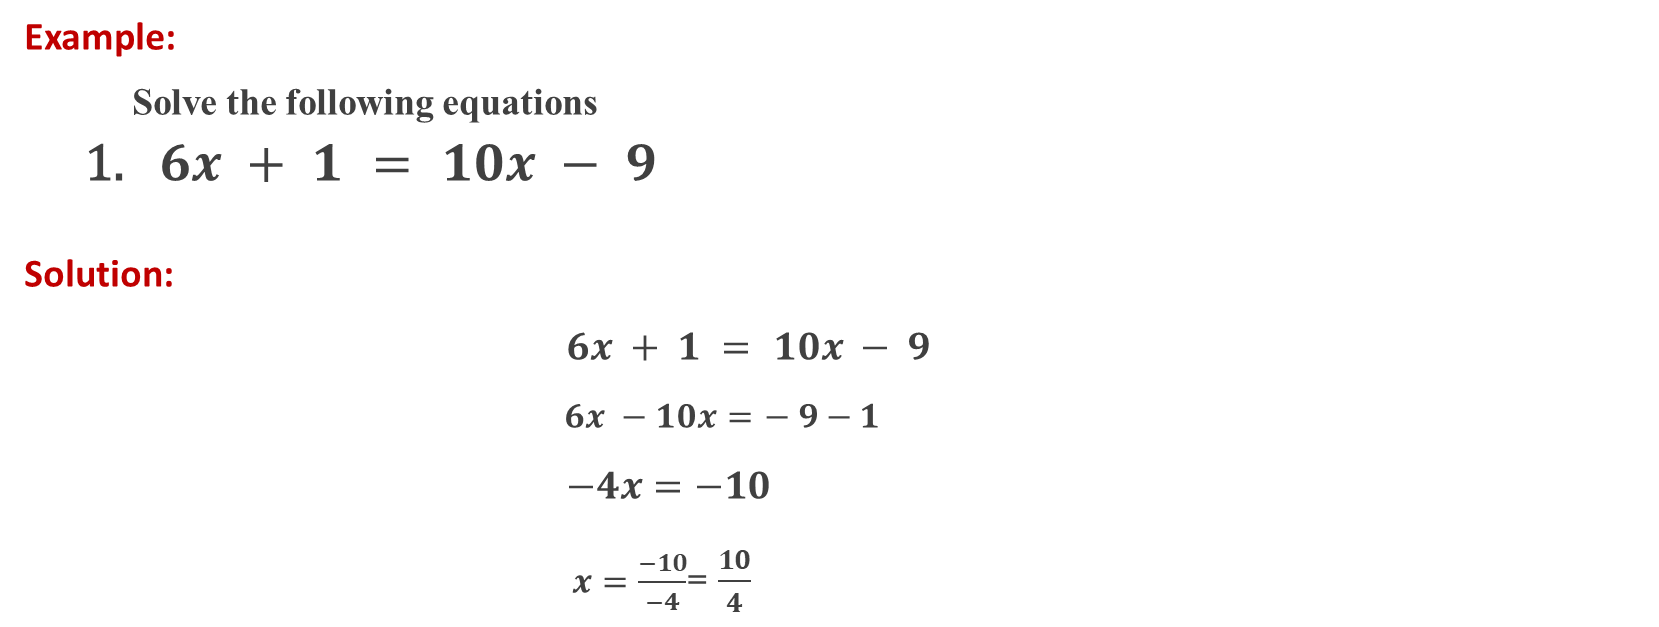 Example:
Solve the following equations
1. 6x + 1 = 10x − 9
Solution:
6x + 1 = 10x − 9
6x − 10x = − 9 − 1
−4x = −10
x = −10/−4 = 10/4